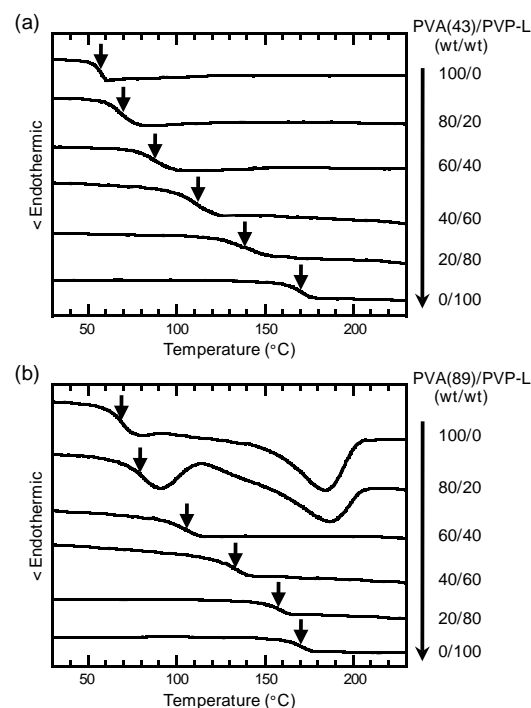 (a)
PVA(43)/PVP-L
(wt/wt)
100/0
80/20
60/40
40/60
20/80
0/100
< Endothermic
50
100
150
200
Temperature (°C)
(b)
PVA(89)/PVP-L
(wt/wt)
100/0
80/20
60/40
40/60
20/80
0/100
< Endothermic
50
100
150
200
Temperature (°C)